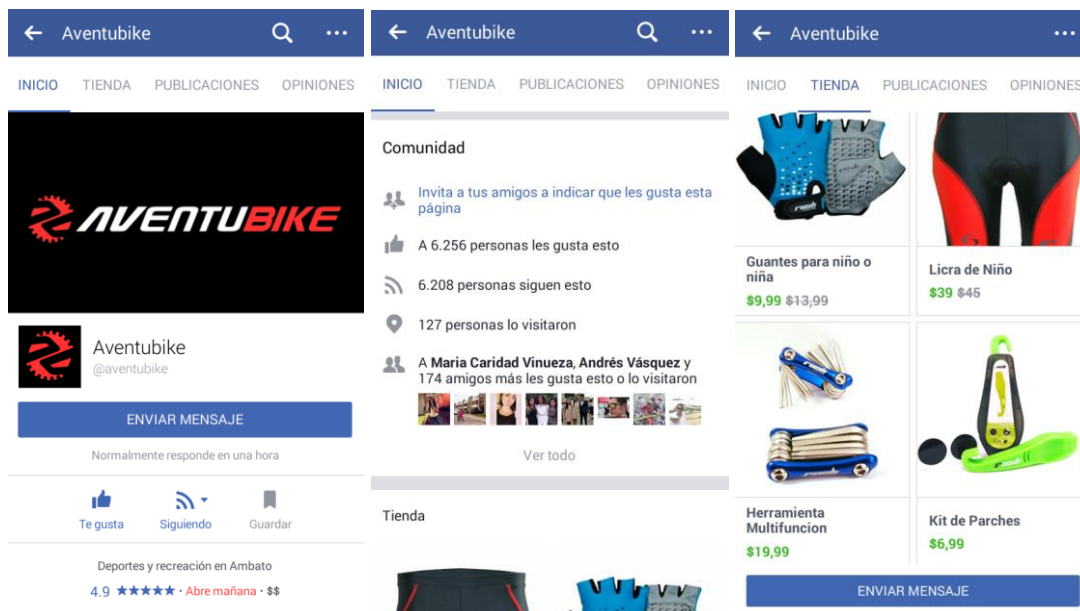 Aventubike
INICIO TIENDA PUBLICACIONES OPINIONES
AVENTUBIKE
Aventubike
@aventubike
ENVIAR MENSAJE
Normalmente responde en una hora
Te gusta Siguiendo Guardar
Deportes y recreación en Ambato
4.9 ★★★★★ · Abre mañana · $$
Aventubike
INICIO TIENDA PUBLICACIONES OPINIONES
Comunidad
Invita a tus amigos a indicar que les gusta esta
página
A 6.256 personas les gusta esto
6.208 personas siguen esto
127 personas lo visitaron
A Maria Caridad Vinueza, Andrés Vásquez y
174 amigos más les gusta esto o lo visitaron
Ver todo
Tienda
Aventubike
INICIO TIENDA PUBLICACIONES OPINIONES
Guantes para niño o
niña
$9,99 $13,99
Licra de Niño
$39 $45
Herramienta
Multifuncion
$19,99
Kit de Parches
$6,99
ENVIAR MENSAJE